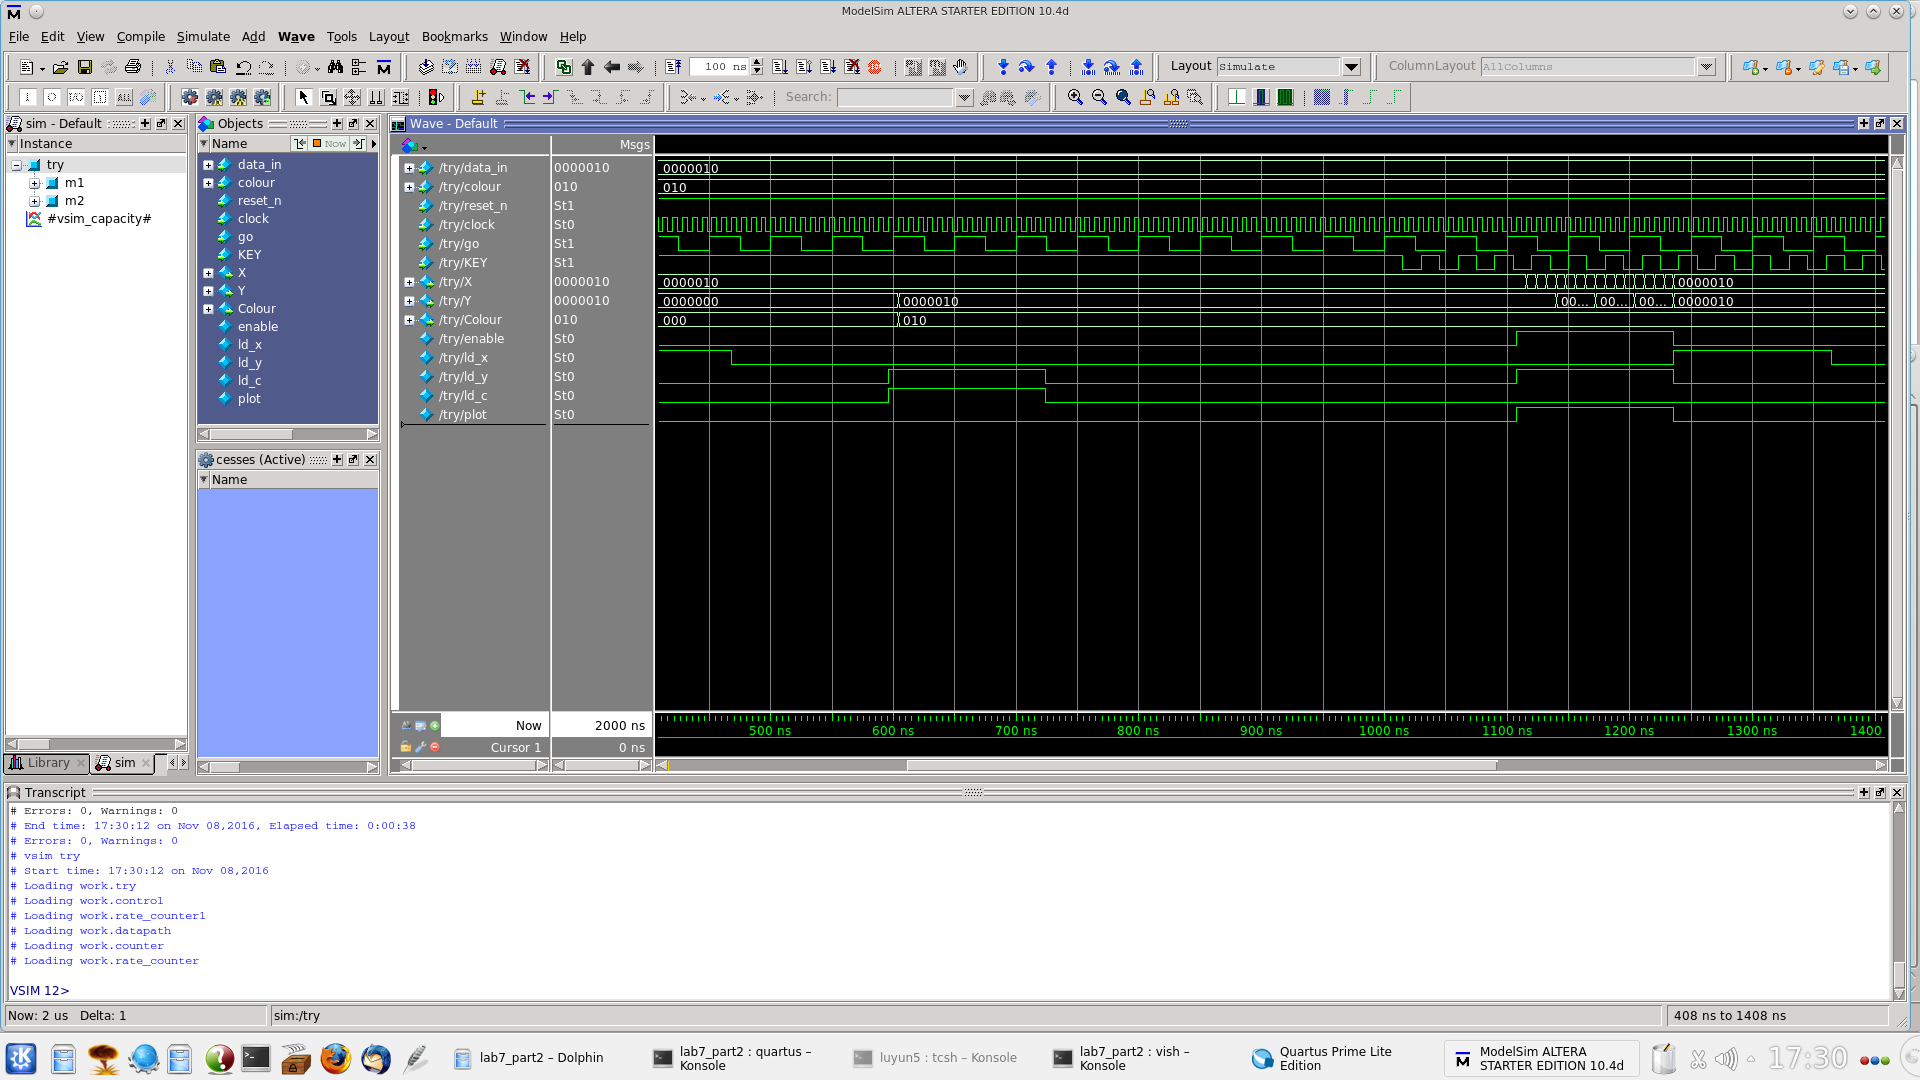 ModelSim ALTERA STARTER EDITION 10.4d
File Edit View Compile Simulate Add Wave Tools Layout Bookmarks Window Help
100 ns Layout Simulate ColumnLayout AllColumns
Search:
sim - Default
Instance
try
m1
m2
#vsim_capacity#
Library sim
Objects
Name Now
data_in
colour
reset_n
clock
go
KEY
X
Y
Colour
enable
ld_x
ld_y
ld_c
plot
cesses (Active)
Name
Wave - Default
Msgs
/try/data_in 0000010 0000010
/try/colour 010 010
/try/reset_n St1
/try/clock St0
/try/go St1
/try/KEY St1
/try/X 0000010 0000010 0000010
/try/Y 0000010 0000000 0000010 00... 00... 00... 0000010
/try/Colour 010 000 010
/try/enable St0
/try/ld_x St0
/try/ld_y St0
/try/ld_c St0
/try/plot St0
Now 2000 ns 500 ns 600 ns 700 ns 800 ns 900 ns 1000 ns 1100 ns 1200 ns 1300 ns 1400
Cursor 1 0 ns
Transcript
# Errors: 0, Warnings: 0
# End time: 17:30:12 on Nov 08,2016, Elapsed time: 0:00:38
# Errors: 0, Warnings: 0
# vsim try
# Start time: 17:30:12 on Nov 08,2016
# Loading work.try
# Loading work.control
# Loading work.rate_counter1
# Loading work.datapath
# Loading work.counter
# Loading work.rate_counter
VSIM 12>
Now: 2 us Delta: 1 sim:/try 408 ns to 1408 ns
lab7_part2 – Dolphin
lab7_part2 : quartus –
Konsole
luyun5 : tcsh – Konsole
lab7_part2 : vish –
Konsole
Quartus Prime Lite
Edition
ModelSim ALTERA
STARTER EDITION 10.4d
17:30